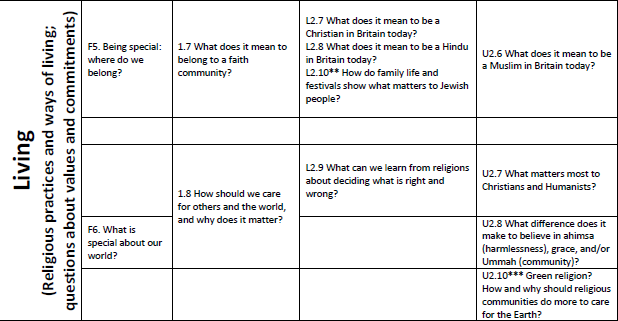 Living
(Religious practices and ways of living;
questions about values and commitments)
F5. Being special:
where do we
belong?
1.7 What does it mean to
belong to a faith
community?
L2.7 What does it mean to be a
Christian in Britain today?
L2.8 What does it mean to be a Hindu
in Britain today?
L2.10** How do family life and
festivals show what matters to Jewish
people?
U2.6 What does it mean to be
a Muslim in Britain today?
1.8 How should we care
for others and the world,
and why does it matter?
L2.9 What can we learn from religions
about deciding what is right and
wrong?
U2.7 What matters most to
Christians and Humanists?
F6. What is
special about our
world?
U2.8 What difference does it
make to believe in ahimsa
(harmlessness), grace, and/or
Ummah (community)?
U2.10*** Green religion?
How and why should religious
communities do more to care
for the Earth?